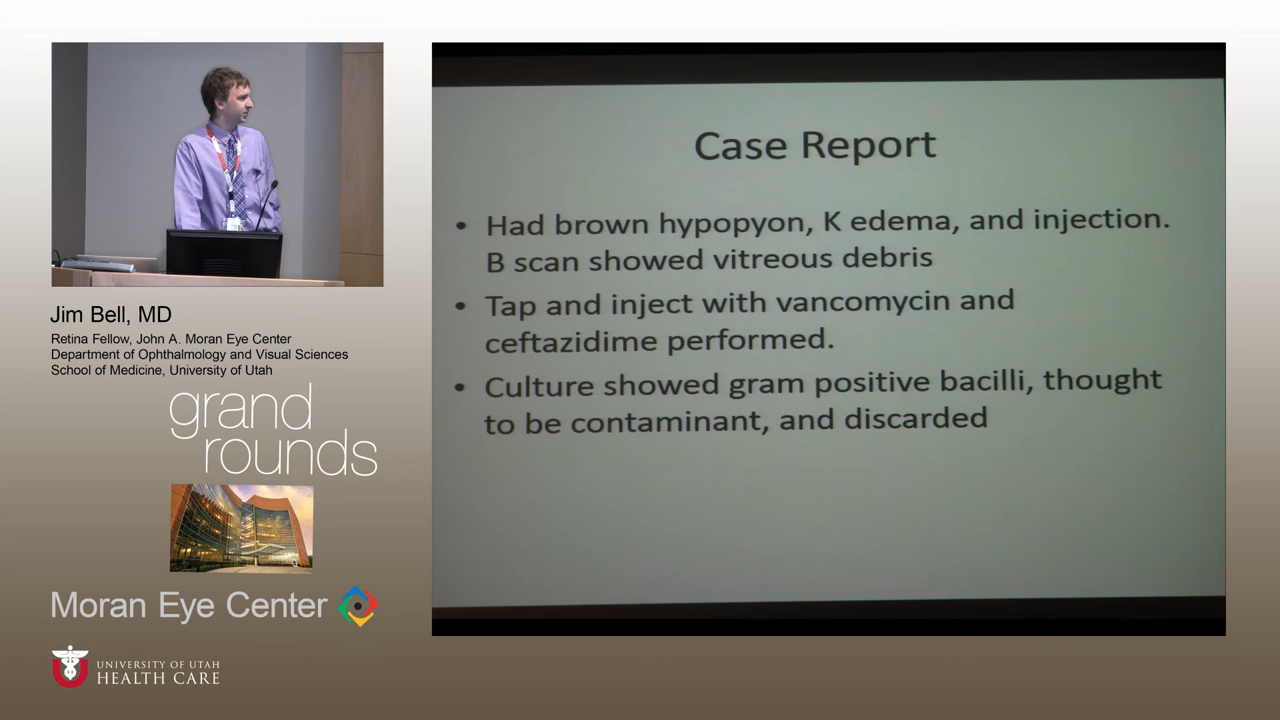 Jim Bell, MD
Retina Fellow, John A. Moran Eye Center
Department of Ophthalmology and Visual Sciences
School of Medicine, University of Utah
grand
rounds
Moran Eye Center
UNIVERSITY OF UTAH
HEALTH CARE
Case Report
• Had brown hypopyon, K edema, and injection.
B scan showed vitreous debris
• Tap and inject with vancomycin and
ceftazidime performed.
• Culture showed gram positive bacilli, thought
to be contaminant, and discarded